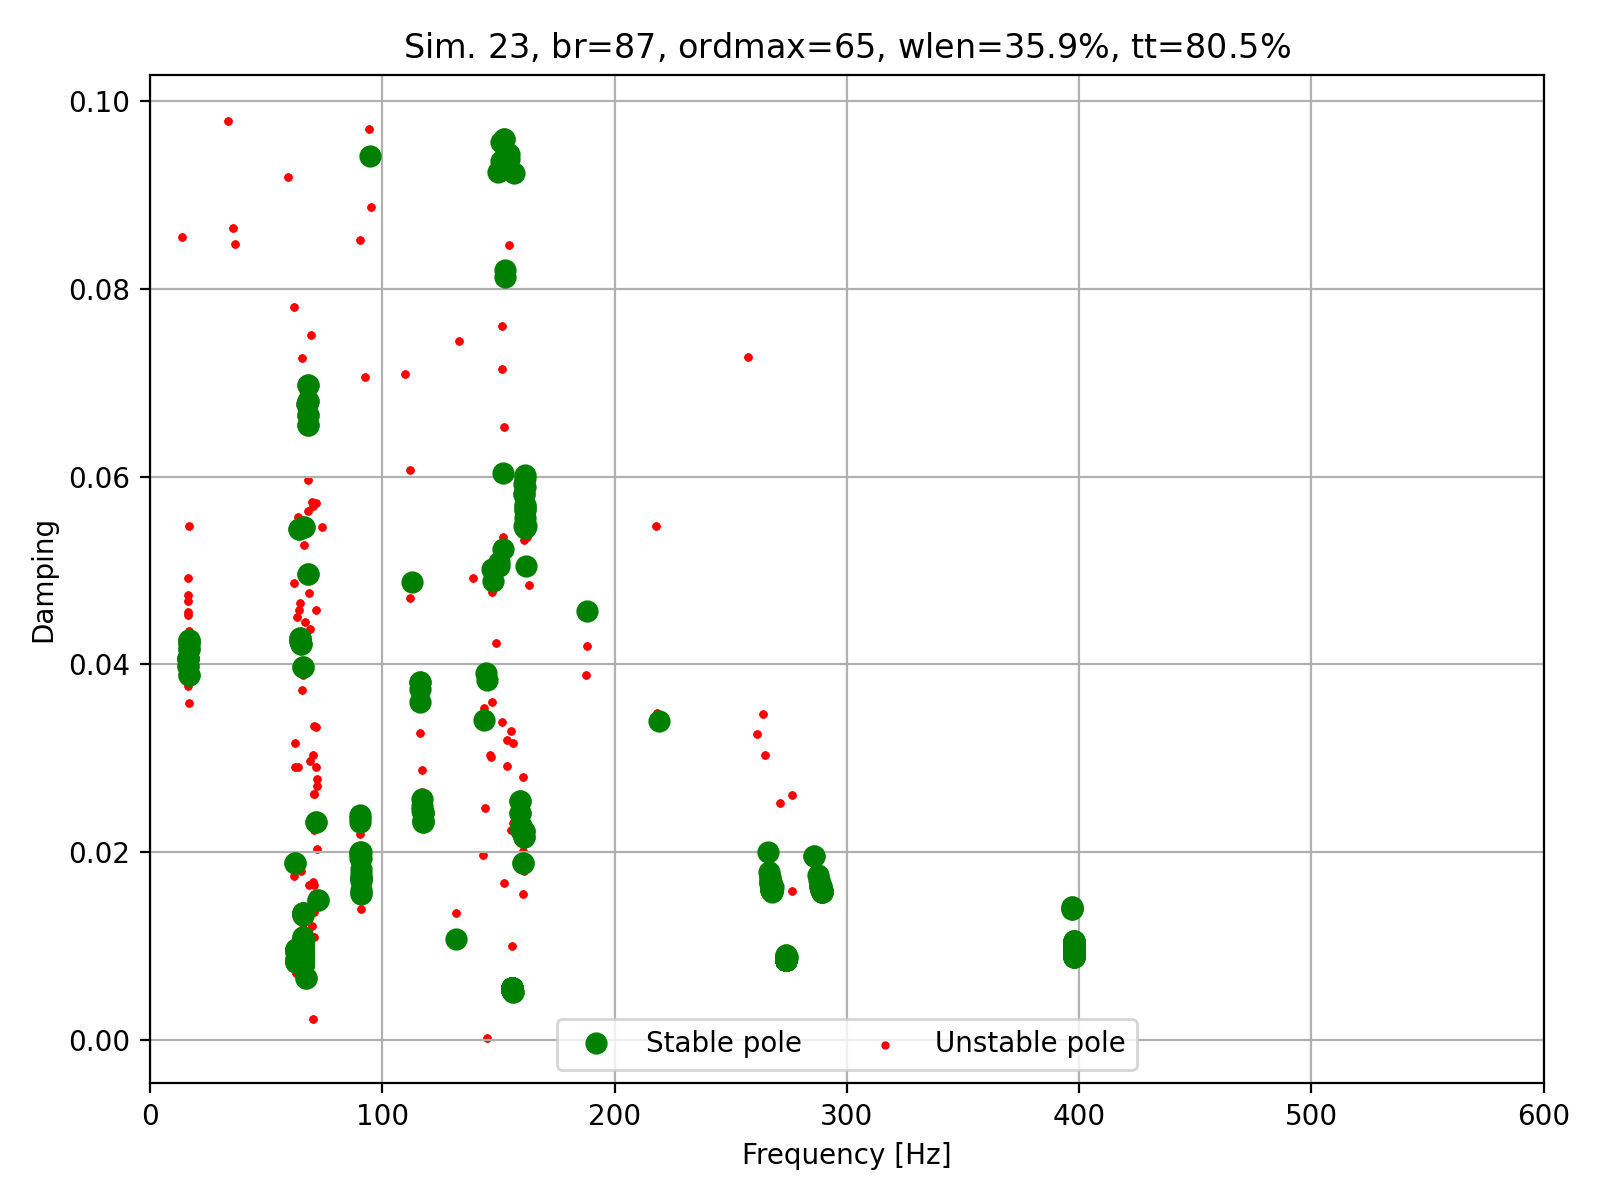 Sim. 23, br=87, ordmax=65, wlen=35.9%, tt=80.5%
0.10
0.08
0.06
0.04
0.02
0.00
Damping
Stable pole Unstable pole
0 100 200 300 400 500 600
Frequency [Hz]